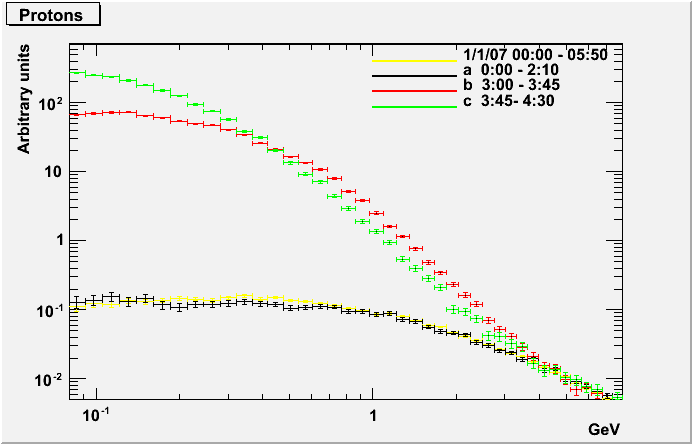 Protons
1/1/07 00:00 - 05:50
a 0:00 - 2:10
b 3:00 - 3:45
c 3:45- 4:30
Arbitrary units
10²
10
1
10⁻¹
10⁻²
10⁻¹
1
GeV